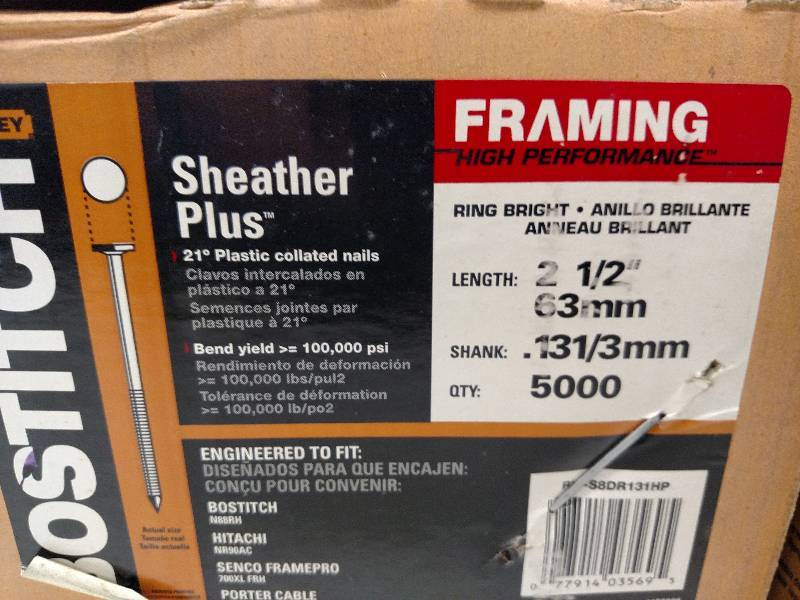 EY
BOSTITCH
Sheather
Plus™
21° Plastic collated nails
Clavos intercalados en
plástico a 21°
Semences jointes par
plastique à 21°
Bend yield >= 100,000 psi
Rendimiento de deformación
>= 100,000 lbs/pul2
Tolérance de déformation
>= 100,000 lb/po2
Actual size
Tamaño real
Taille actuelle
FRAMING
HIGH PERFORMANCE™
RING BRIGHT • ANILLO BRILLANTE
ANNEAU BRILLANT
LENGTH: 2 1/2"
63mm
SHANK: .131/3mm
QTY: 5000
ENGINEERED TO FIT:
DISEÑADOS PARA QUE ENCAJEN:
CONÇU POUR CONVENIR:
BOSTITCH
N88RH
HITACHI
NR90AC
SENCO FRAMEPRO
700XL FRH
PORTER CABLE
S8DR131HP
0 77914 03569 5